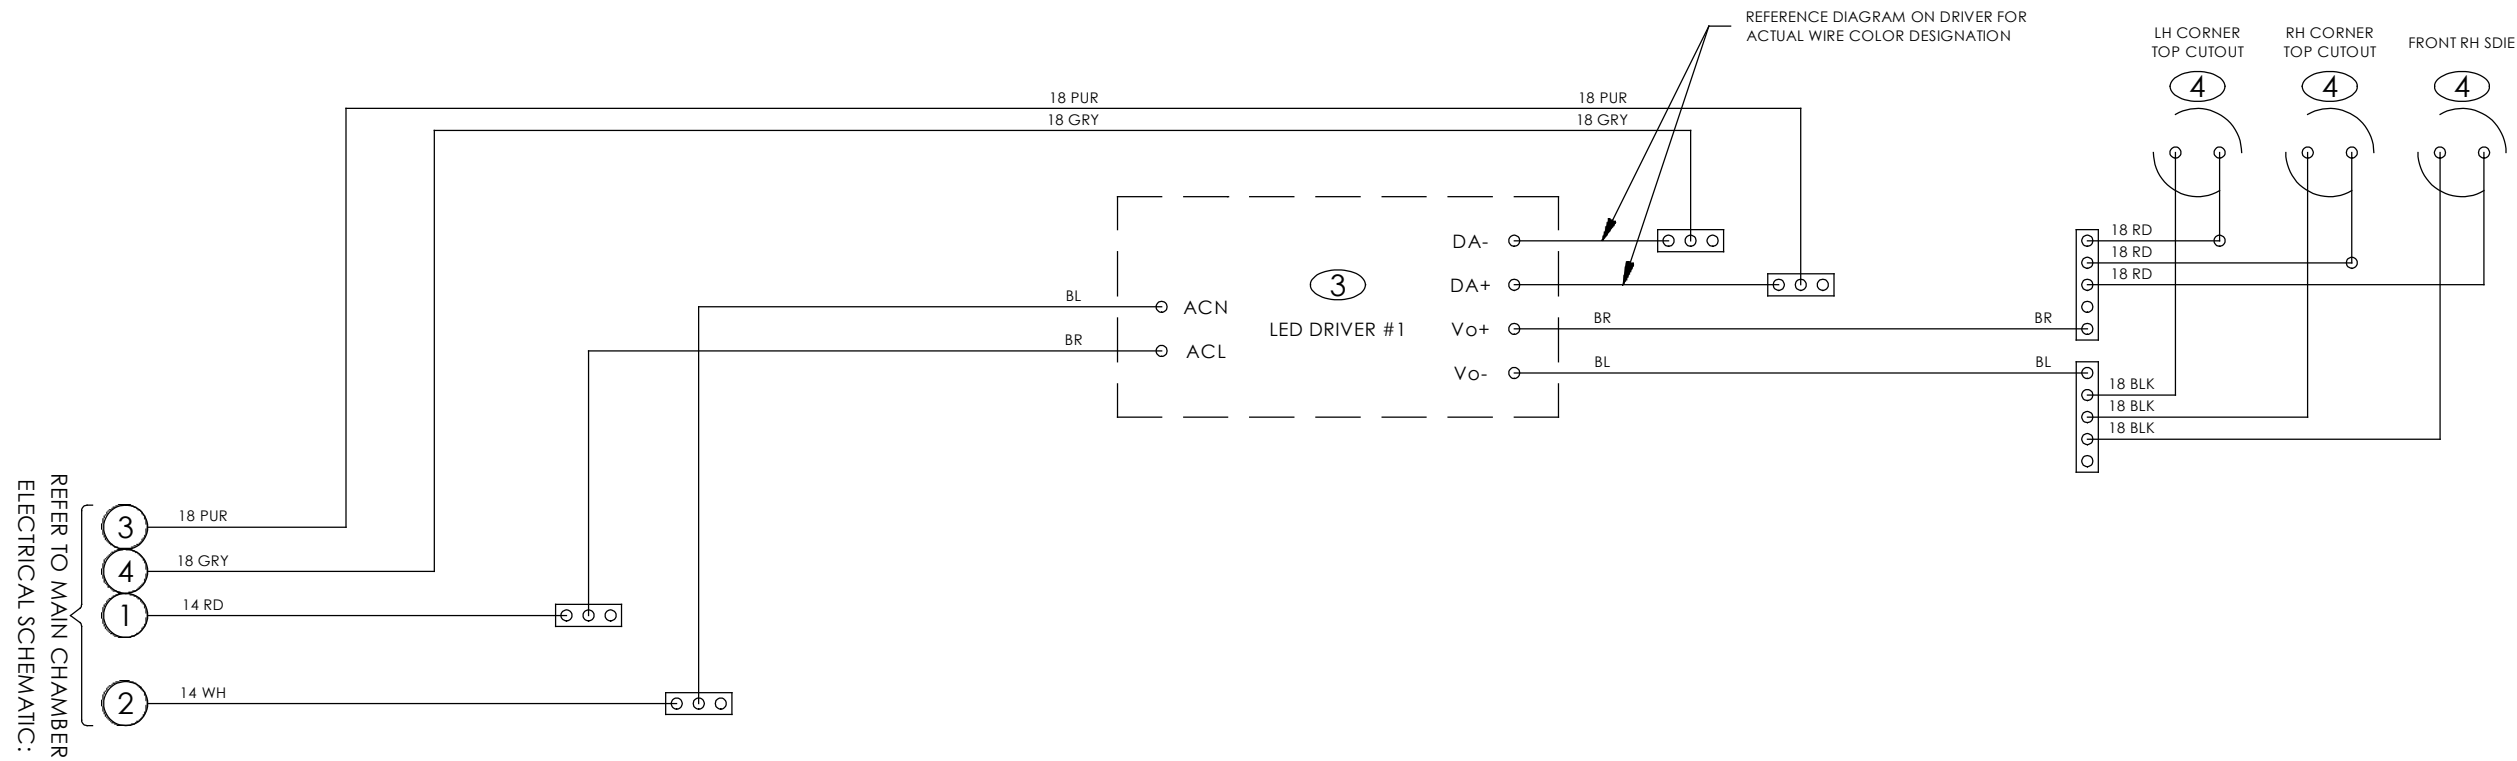 REFERENCE DIAGRAM ON DRIVER FOR
ACTUAL WIRE COLOR DESIGNATION
LH CORNER
TOP CUTOUT
4
RH CORNER
TOP CUTOUT
4
FRONT RH SDIE
4
18 PUR
18 PUR
18 GRY
18 GRY
DA-
DA+
Vo+
Vo-
ACN
ACL
3
LED DRIVER #1
BL
BR
BR
BR
BL
BL
18 RD
18 RD
18 RD
18 BLK
18 BLK
18 BLK
REFER TO MAIN CHAMBER
ELECTRICAL SCHEMATIC:
3
18 PUR
4
18 GRY
1
14 RD
2
14 WH